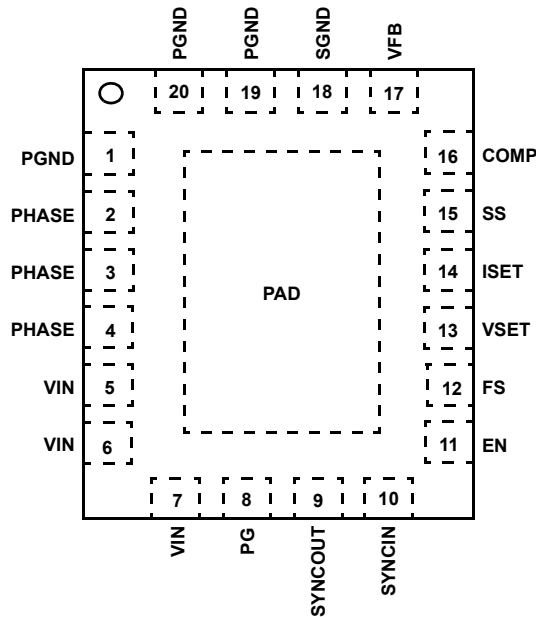 PGND
PGND
SGND
VFB
20
19
18
17
PGND 1
16 COMP
PHASE 2
15 SS
PHASE 3
14 ISET
PAD
PHASE 4
13 VSET
VIN 5
12 FS
VIN 6
11 EN
7
8
9
10
VIN
PG
SYNCOUT
SYNCIN